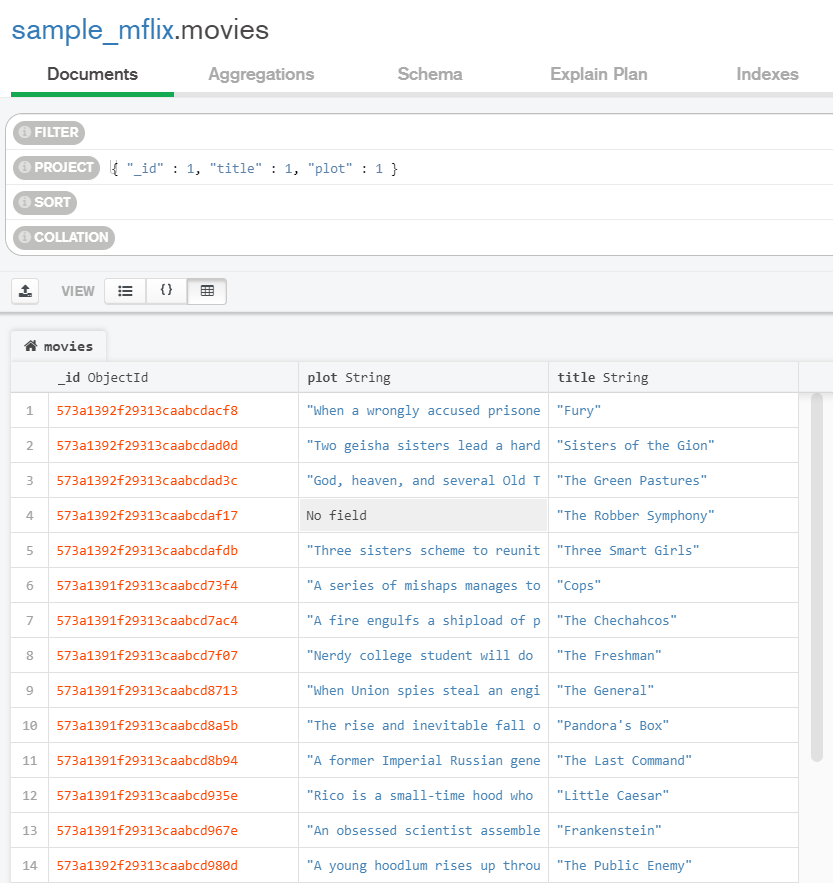 sample_mflix.movies
Documents Aggregations Schema Explain Plan Indexes
FILTER
PROJECT { "_id" : 1, "title" : 1, "plot" : 1 }
SORT
COLLATION
VIEW {}
movies
_id ObjectId plot String title String
1 573a1392f29313caabcdacf8 "When a wrongly accused prisone "Fury"
2 573a1392f29313caabcdad0d "Two geisha sisters lead a hard "Sisters of the Gion"
3 573a1392f29313caabcdad3c "God, heaven, and several Old T "The Green Pastures"
4 573a1392f29313caabcdaf17 No field "The Robber Symphony"
5 573a1392f29313caabcdafdb "Three sisters scheme to reunit "Three Smart Girls"
6 573a1391f29313caabcd73f4 "A series of mishaps manages to "Cops"
7 573a1391f29313caabcd7ac4 "A fire engulfs a shipload of p "The Chechahcos"
8 573a1391f29313caabcd7f07 "Nerdy college student will do "The Freshman"
9 573a1391f29313caabcd8713 "When Union spies steal an engi "The General"
10 573a1391f29313caabcd8a5b "The rise and inevitable fall o "Pandora's Box"
11 573a1391f29313caabcd8b94 "A former Imperial Russian gene "The Last Command"
12 573a1391f29313caabcd935e "Rico is a small-time hood who "Little Caesar"
13 573a1391f29313caabcd967e "An obsessed scientist assemble "Frankenstein"
14 573a1392f29313caabcd980d "A young hoodlum rises up throu "The Public Enemy"